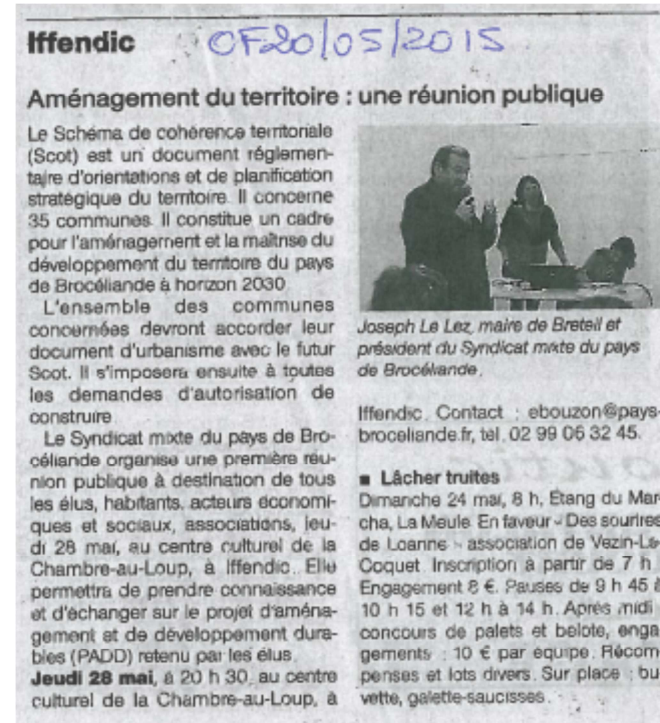 Iffendic
OF20/05/2015
Aménagement du territoire : une réunion publique
Le Schéma de cohérence territoriale
(Scot) est un document réglemen-
taire d'orientations et de planification
stratégique du territoire. Il concerne
35 communes. Il constitue un cadre
pour l'aménagement et la maîtrise du
développement du territoire du pays
de Brocéliande à horizon 2030.
L'ensemble des communes
concernées devront accorder leur
document d'urbanisme avec le futur
Scot. Il s'imposera ensuite à toutes
les demandes d'autorisation de
construire.
Le Syndicat mixte du pays de Bro-
céliande organise une première réu-
nion publique à destination de tous
les élus, habitants, acteurs économi-
ques et sociaux, associations, jeu-
di 28 mai, au centre culturel de la
Chambre-au-Loup, à Iffendic. Elle
permettra de prendre connaissance
et d'échanger sur le projet d'aména-
gement et de développement dura-
bles (PADD) retenu par les élus.
Jeudi 28 mai, à 20 h 30, au centre
culturel de la Chambre-au-Loup, à
Joseph Le Lez, maire de Breteil et
président du Syndicat mixte du pays
de Brocéliande.
Iffendic. Contact : ebouzon@pays-
broceliande.fr, tél. 02 99 06 32 45.
■ Lâcher truites
Dimanche 24 mai, 8 h, Étang du Mar-
cha, La Meule. En faveur « Des sourires
de Loanne » association de Vezin-Le-
Coquet. Inscription à partir de 7 h.
Engagement 8 €. Pauses de 9 h 45 à
10 h 15 et 12 h à 14 h. Après midi
concours de palets et belote, enga-
gements : 10 € par équipe. Récom-
penses et lots divers. Sur place : bu-
vette, galette-saucisses.